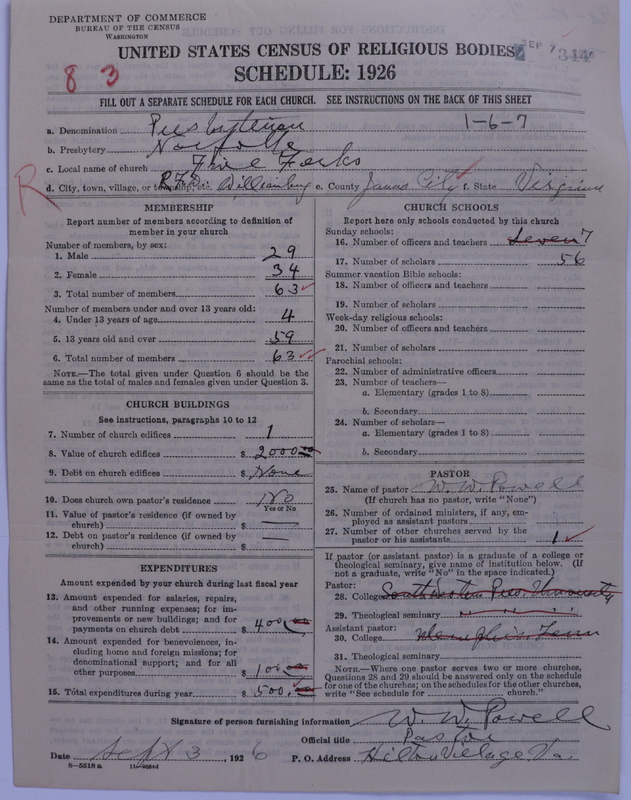 DEPARTMENT OF COMMERCE
BUREAU OF THE CENSUS
WASHINGTON
UNITED STATES CENSUS OF RELIGIOUS BODIES
SEP 7
314
8 3
SCHEDULE: 1926
FILL OUT A SEPARATE SCHEDULE FOR EACH CHURCH. SEE INSTRUCTIONS ON THE BACK OF THIS SHEET
a. Denomination Presbyterian 1-6-7
b. Presbytery Norfolk
c. Local name of church Five Forks
R
d. City, town, village, or R.F.D. Williamsburg e. County James City f. State Virginia
MEMBERSHIP
Report number of members according to definition of
member in your church
Number of members, by sex:
1. Male 29
2. Female 34
3. Total number of members 63
Number of members under and over 13 years old:
4. Under 13 years of age 4
5. 13 years old and over 59
6. Total number of members 63
NOTE.—The total given under Question 6 should be the
same as the total of males and females given under Question 3.
CHURCH BUILDINGS
See instructions, paragraphs 10 to 12
7. Number of church edifices 1
8. Value of church edifices $ 2000
9. Debt on church edifices $ None
10. Does church own pastor's residence No
Yes or No
11. Value of pastor's residence (if owned by
church) $ —
12. Debt on pastor's residence (if owned by
church) $ —
EXPENDITURES
Amount expended by your church during last fiscal year
13. Amount expended for salaries, repairs,
and other running expenses; for im-
provements or new buildings; and for
payments on church debt $ 400
14. Amount expended for benevolences, in-
cluding home and foreign missions; for
denominational support; and for all
other purposes $ 100
15. Total expenditures during year $ 500
CHURCH SCHOOLS
Report here only schools conducted by this church
Sunday schools:
16. Number of officers and teachers Seven 7
17. Number of scholars 56
Summer vacation Bible schools:
18. Number of officers and teachers
19. Number of scholars
Week-day religious schools:
20. Number of officers and teachers
21. Number of scholars
Parochial schools:
22. Number of administrative officers
23. Number of teachers—
a. Elementary (grades 1 to 8)
b. Secondary
24. Number of scholars—
a. Elementary (grades 1 to 8)
b. Secondary
PASTOR
25. Name of pastor W. W. Powell
(If church has no pastor, write "None")
26. Number of ordained ministers, if any, em-
ployed as assistant pastors
27. Number of other churches served by the
pastor or his assistants 1
If pastor (or assistant pastor) is a graduate of a college or
theological seminary, give name of institution below. (If
not a graduate, write "No" in the space indicated.)
Pastor:
28. College Southwestern Pres. University
29. Theological seminary " " "
Assistant pastor:
30. College Memphis. Tenn
31. Theological seminary
NOTE.—Where one pastor serves two or more churches,
Questions 28 and 29 should be answered only on the schedule
for one of the churches; on the schedules for the other churches,
write "See schedule for church."
Signature of person furnishing information W. W. Powell
Official title Pastor
Date Sept 3, 1926 P. O. Address Hilton Village Va.
8—5518 a